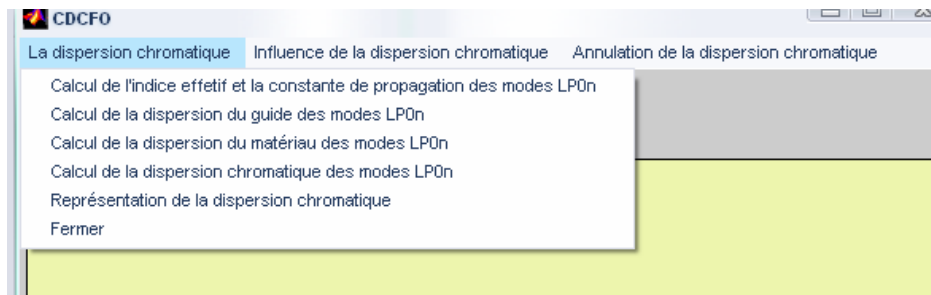 CDCFO
La dispersion chromatique Influence de la dispersion chromatique Annulation de la dispersion chromatique
Calcul de l'indice effetif et la constante de propagation des modes LP0n
Calcul de la dispersion du guide des modes LP0n
Calcul de la dispersion du matériau des modes LP0n
Calcul de la dispersion chromatique des modes LP0n
Représentation de la dispersion chromatique
Fermer